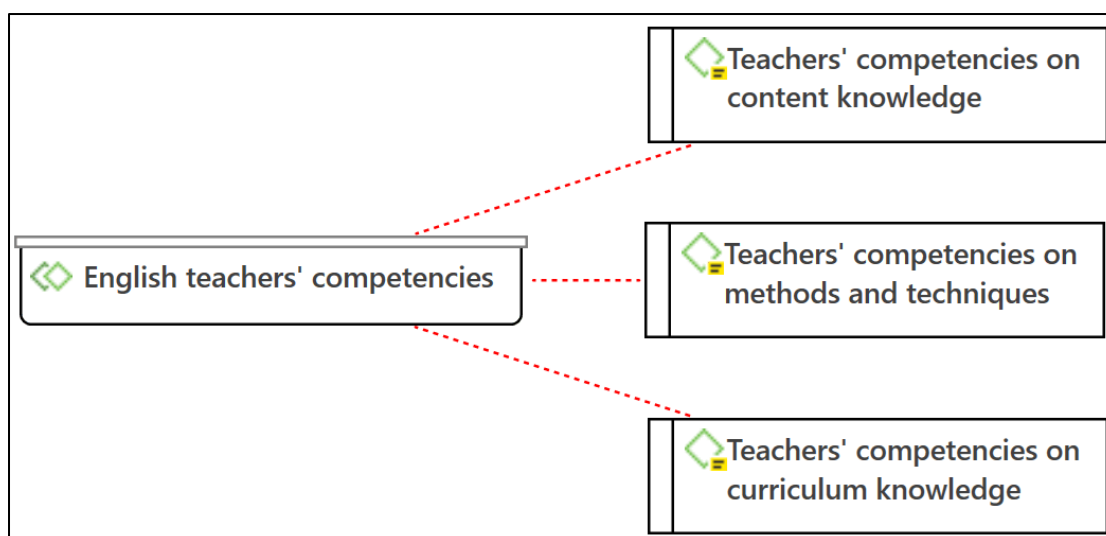 Teachers' competencies on
content knowledge
English teachers' competencies
Teachers' competencies on
methods and techniques
Teachers' competencies on
curriculum knowledge